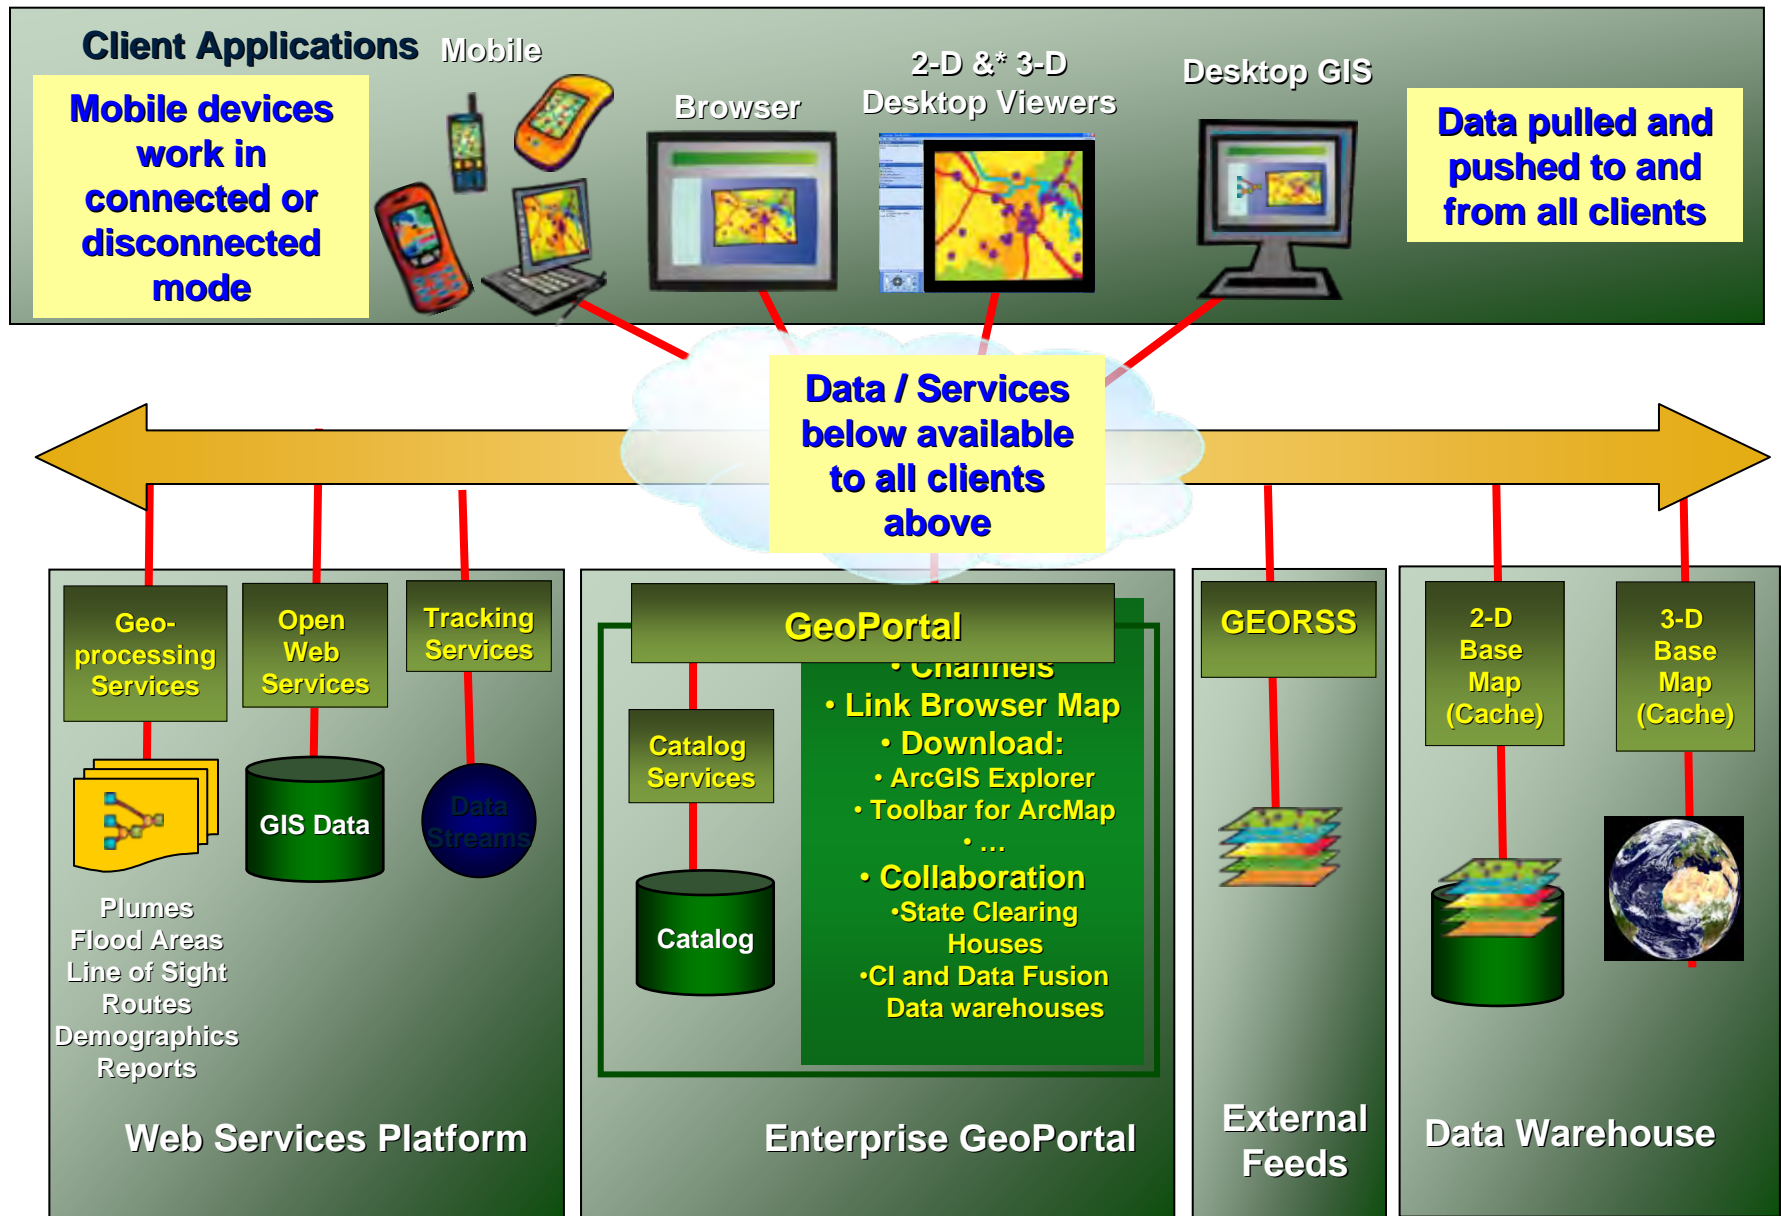 Client Applications
Mobile
Browser
2-D &* 3-D
Desktop Viewers
Desktop GIS
Mobile devices
work in
connected or
disconnected
mode
Data pulled and
pushed to and
from all clients
Data / Services
below available
to all clients
above
Geo-
processing
Services
Open
Web
Services
Tracking
Services
GIS Data
Data
Streams
Plumes
Flood Areas
Line of Sight
Routes
Demographics
Reports
Web Services Platform
GeoPortal
Catalog
Services
Catalog
• Channels
• Link Browser Map
• Download:
• ArcGIS Explorer
• Toolbar for ArcMap
• ...
• Collaboration
•State Clearing
Houses
•CI and Data Fusion
Data warehouses
Enterprise GeoPortal
GEORSS
External
Feeds
2-D
Base
Map
(Cache)
3-D
Base
Map
(Cache)
Data Warehouse